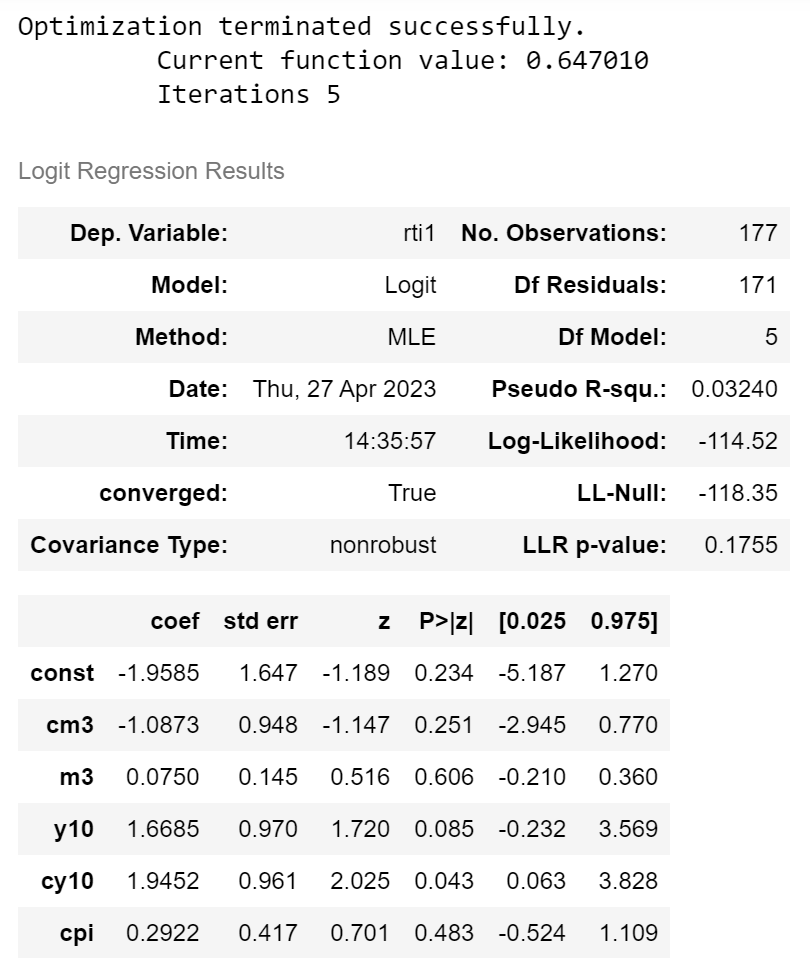 Optimization terminated successfully.
Current function value: 0.647010
Iterations 5
Logit Regression Results
Dep. Variable: rti1 No. Observations: 177
Model: Logit Df Residuals: 171
Method: MLE Df Model: 5
Date: Thu, 27 Apr 2023 Pseudo R-squ.: 0.03240
Time: 14:35:57 Log-Likelihood: -114.52
converged: True LL-Null: -118.35
Covariance Type: nonrobust LLR p-value: 0.1755
coef std err z P>|z| [0.025 0.975]
const -1.9585 1.647 -1.189 0.234 -5.187 1.270
cm3 -1.0873 0.948 -1.147 0.251 -2.945 0.770
m3 0.0750 0.145 0.516 0.606 -0.210 0.360
y10 1.6685 0.970 1.720 0.085 -0.232 3.569
cy10 1.9452 0.961 2.025 0.043 0.063 3.828
cpi 0.2922 0.417 0.701 0.483 -0.524 1.109